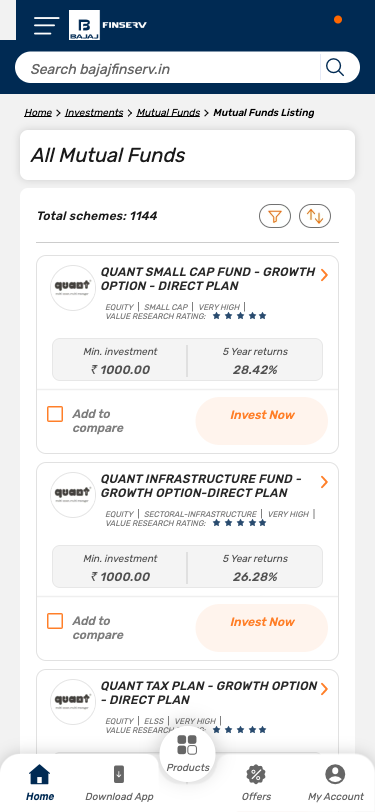 BAJAJ FINSERV
Search bajajfinserv.in
Home > Investments > Mutual Funds > Mutual Funds Listing
All Mutual Funds
Total schemes: 1144
quant
QUANT SMALL CAP FUND - GROWTH
OPTION - DIRECT PLAN
EQUITY | SMALL CAP | VERY HIGH |
VALUE RESEARCH RATING: ★ ★ ★ ★ ★
Min. investment 5 Year returns
₹ 1000.00 28.42%
Add to
compare
Invest Now
quant
QUANT INFRASTRUCTURE FUND -
GROWTH OPTION-DIRECT PLAN
EQUITY | SECTORAL-INFRASTRUCTURE | VERY HIGH |
VALUE RESEARCH RATING: ★ ★ ★ ★ ★
Min. investment 5 Year returns
₹ 1000.00 26.28%
Add to
compare
Invest Now
quant
QUANT TAX PLAN - GROWTH OPTION
- DIRECT PLAN
EQUITY | ELSS | VERY HIGH |
VALUE RESEARCH ★ ★ ★ ★ ★
Home Download App Products Offers My Account